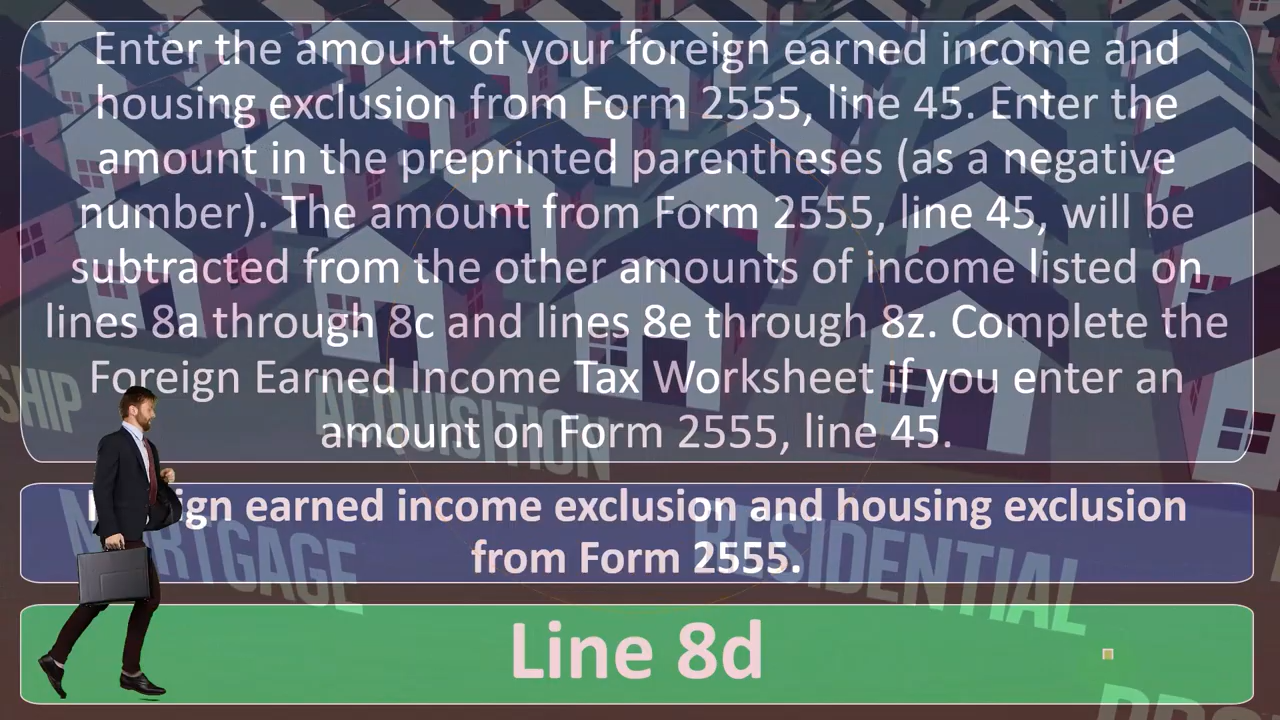 Enter the amount of your foreign earned income and
housing exclusion from Form 2555, line 45. Enter the
amount in the preprinted parentheses (as a negative
number). The amount from Form 2555, line 45, will be
subtracted from the other amounts of income listed on
lines 8a through 8c and lines 8e through 8z. Complete the
Foreign Earned Income Tax Worksheet if you enter an
amount on Form 2555, line 45.
SHIP
ACQUISITION
earned income exclusion and housing exclusion
from Form 2555.
MORTGAGE
RESIDENTIAL
Line 8d